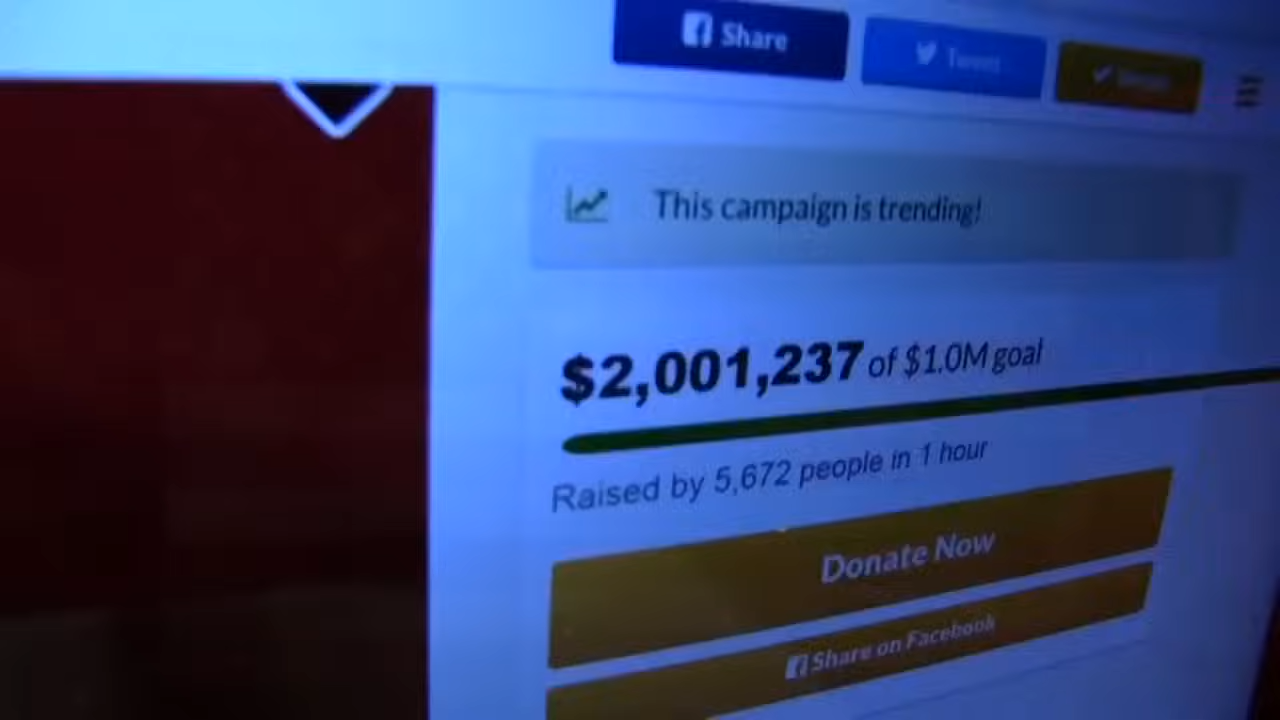 Share
Tweet
This campaign is trending!
$2,001,237 of $1.0M goal
Raised by 5,672 people in 1 hour
Donate Now
Share on Facebook